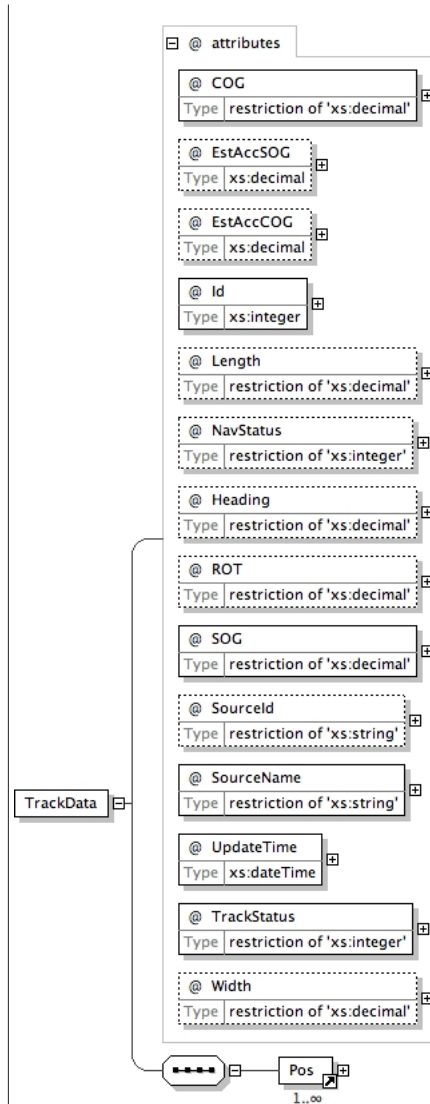 @ attributes
@ COG
Type restriction of 'xs:decimal'
@ EstAccSOG
Type xs:decimal
@ EstAccCOG
Type xs:decimal
@ Id
Type xs:integer
@ Length
Type restriction of 'xs:decimal'
@ NavStatus
Type restriction of 'xs:integer'
@ Heading
Type restriction of 'xs:decimal'
@ ROT
Type restriction of 'xs:decimal'
@ SOG
Type restriction of 'xs:decimal'
@ SourceId
Type restriction of 'xs:string'
@ SourceName
Type restriction of 'xs:string'
TrackData
@ UpdateTime
Type xs:dateTime
@ TrackStatus
Type restriction of 'xs:integer'
@ Width
Type restriction of 'xs:decimal'
Pos
1..∞